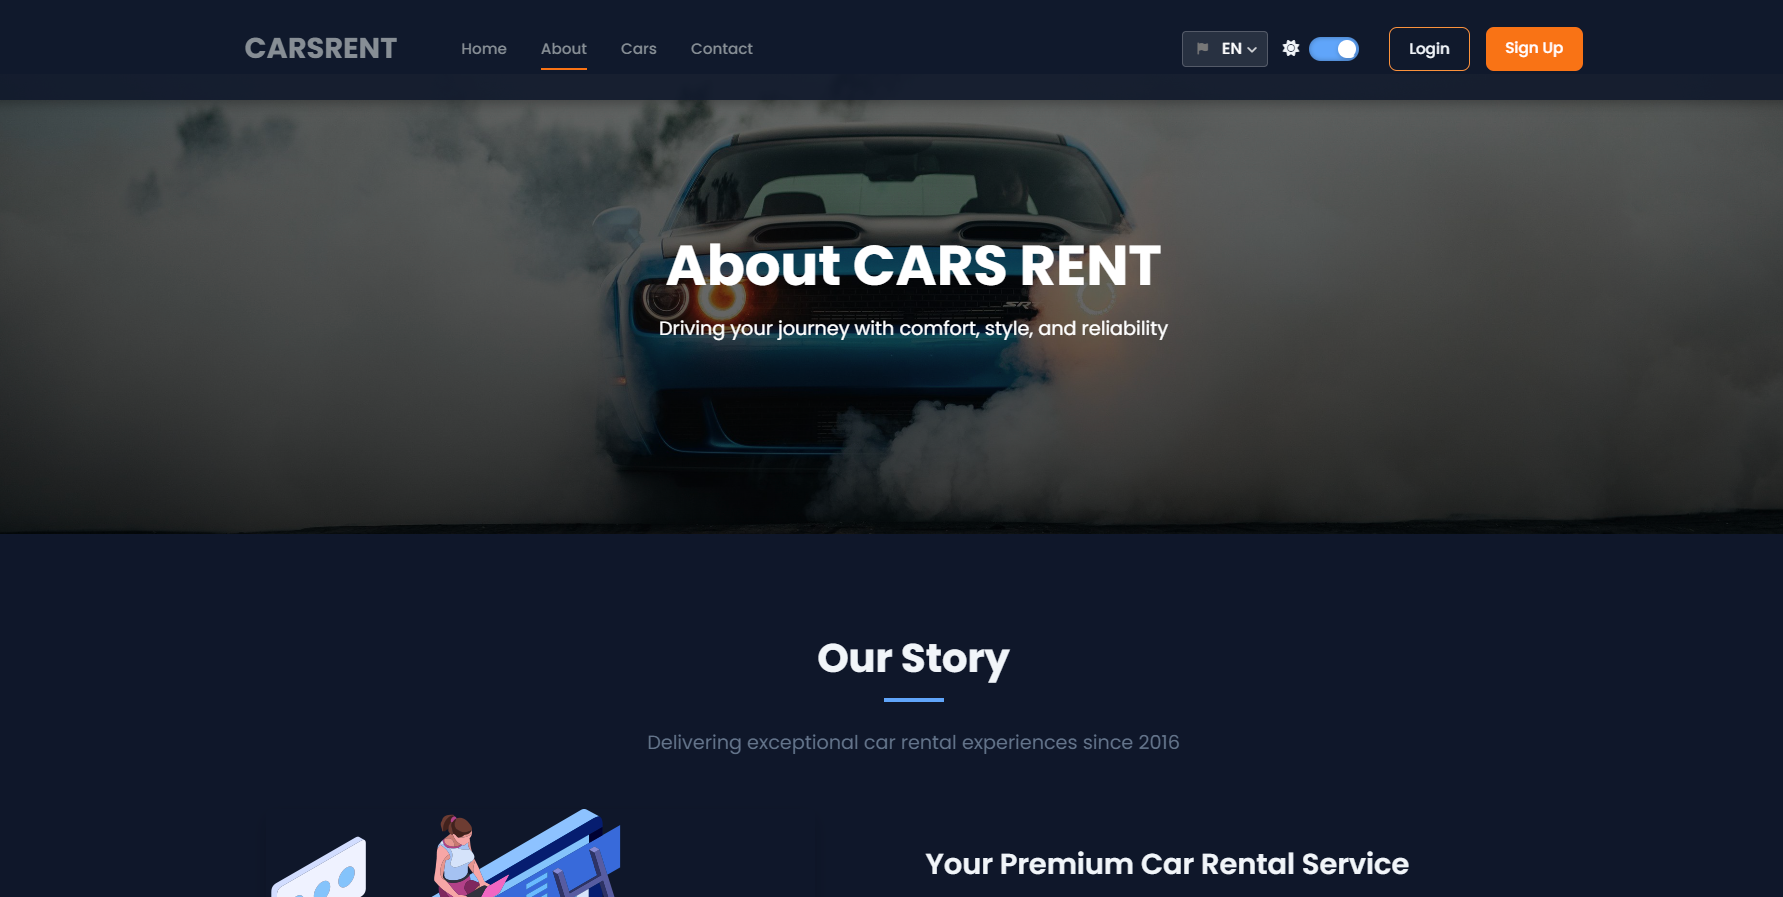 CARSRENT
Home About Cars Contact
EN
Login
Sign Up
About CARS RENT
Driving your journey with comfort, style, and reliability
Our Story
Delivering exceptional car rental experiences since 2016
Your Premium Car Rental Service